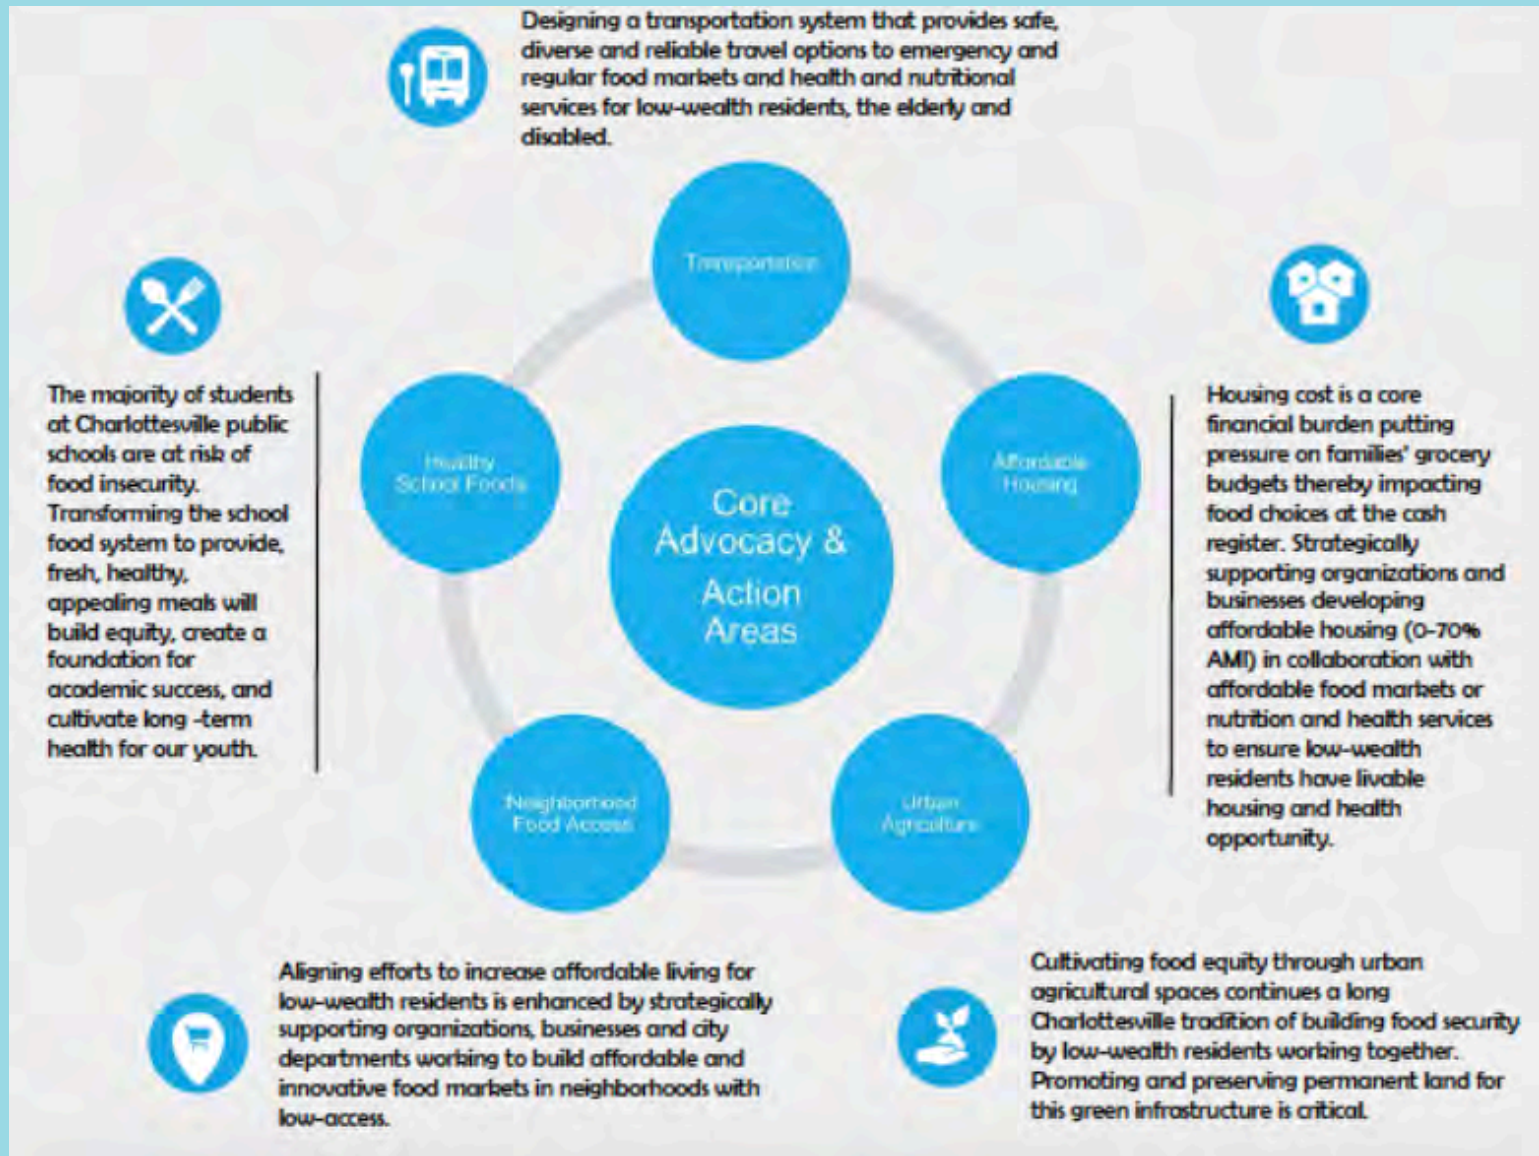 Designing a transportation system that provides safe,
diverse and reliable travel options to emergency and
regular food markets and health and nutritional
services for low-wealth residents, the elderly and
disabled.
Transportation
The majority of students
at Charlottesville public
schools are at risk of
food insecurity.
Transforming the school
food system to provide,
fresh, healthy,
appealing meals will
build equity, create a
foundation for
academic success, and
cultivate long -term
health for our youth.
Healthy
School Foods
Core
Advocacy &
Action
Areas
Affordable
Housing
Housing cost is a core
financial burden putting
pressure on families' grocery
budgets thereby impacting
food choices at the cash
register. Strategically
supporting organizations and
businesses developing
affordable housing (0-70%
AMI) in collaboration with
affordable food markets or
nutrition and health services
to ensure low-wealth
residents have livable
housing and health
opportunity.
Neighborhood
Food Access
Urban
Agriculture
Aligning efforts to increase affordable living for
low-wealth residents is enhanced by strategically
supporting organizations, businesses and city
departments working to build affordable and
innovative food markets in neighborhoods with
low-access.
Cultivating food equity through urban
agricultural spaces continues a long
Charlottesville tradition of building food security
by low-wealth residents working together.
Promoting and preserving permanent land for
this green infrastructure is critical.